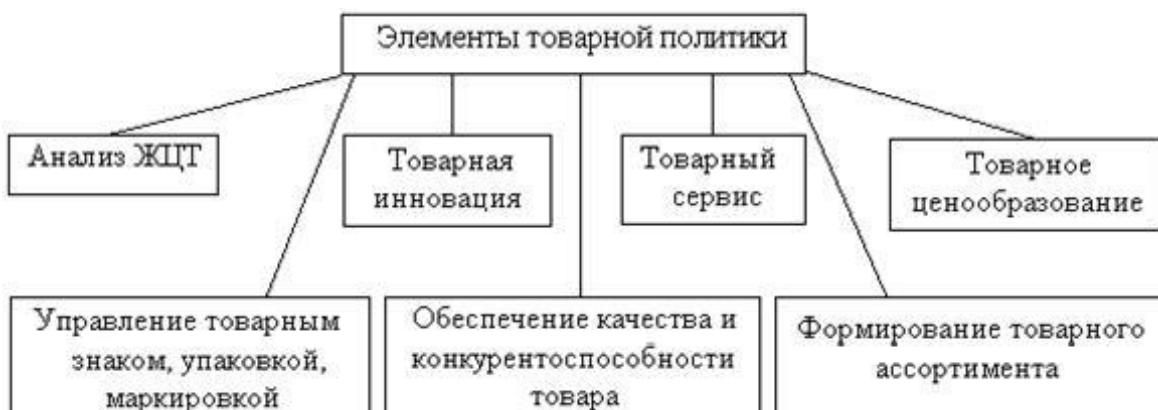 Элементы товарной политики
Анализ ЖЦТ
Товарная
инновация
Товарный
сервис
Товарное
ценообразование
Управление товарным
знаком, упаковкой,
маркировкой
Обеспечение качества и
конкурентоспособности
товара
Формирование товарного
ассортимента